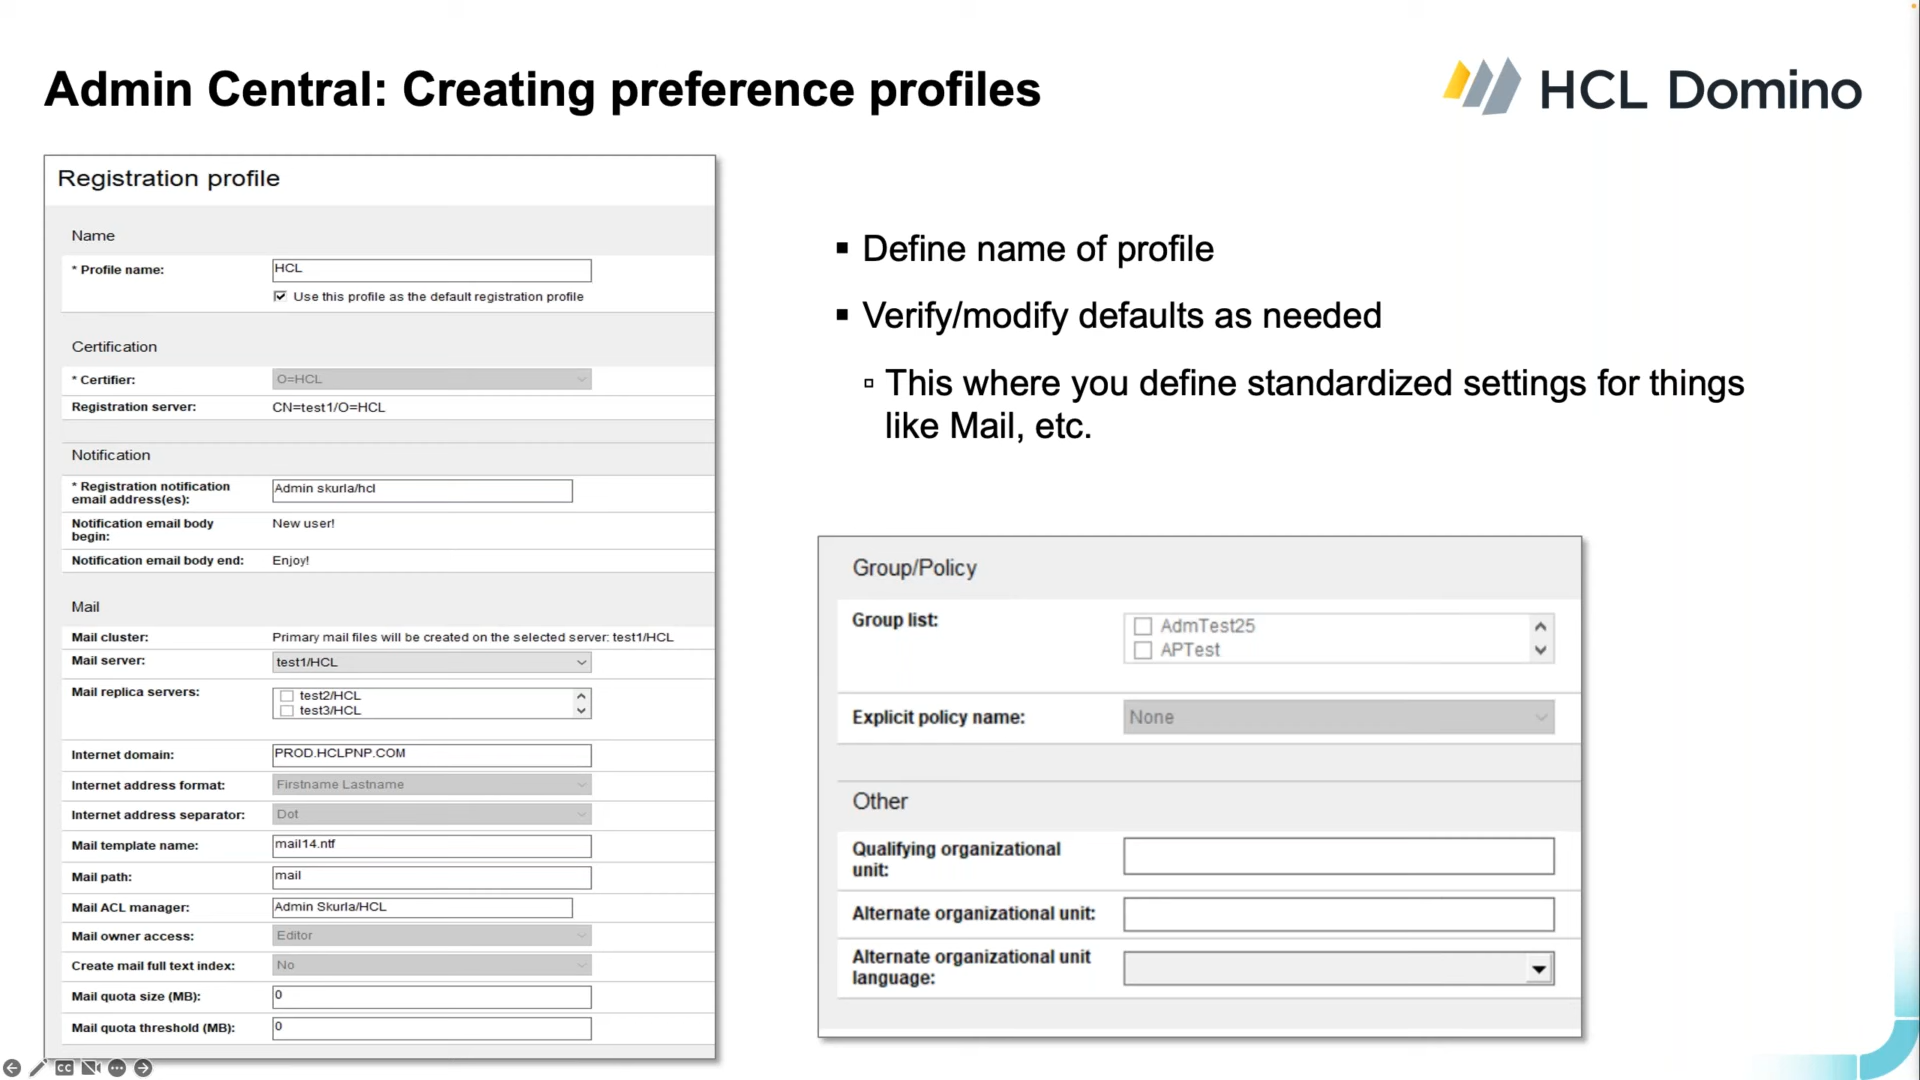 Admin Central: Creating preference profiles
HCL Domino
Registration profile
Name
* Profile name: HCL
Use this profile as the default registration profile
Certification
* Certifier: O=HCL
Registration server: CN=test1/O=HCL
Notification
* Registration notification
email address(es): Admin skurla/hcl
Notification email body
begin: New user!
Notification email body end: Enjoy!
Mail
Mail cluster: Primary mail files will be created on the selected server: test1/HCL
Mail server: test1/HCL
Mail replica servers: test2/HCL
test3/HCL
Internet domain: PROD.HCLPNP.COM
Internet address format: Firstname Lastname
Internet address separator: Dot
Mail template name: mail14.ntf
Mail path: mail
Mail ACL manager: Admin Skurla/HCL
Mail owner access: Editor
Create mail full text index: No
Mail quota size (MB): 0
Mail quota threshold (MB): 0
▪ Define name of profile
▪ Verify/modify defaults as needed
▫ This where you define standardized settings for things
like Mail, etc.
Group/Policy
Group list: AdmTest25
APTest
Explicit policy name: None
Other
Qualifying organizational
unit:
Alternate organizational unit:
Alternate organizational unit
language:
CC